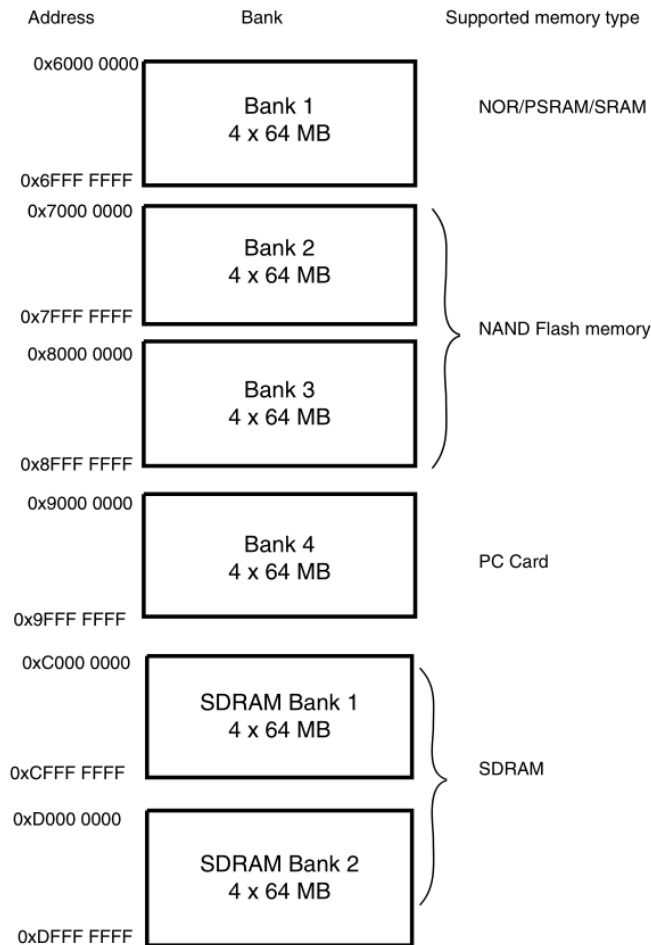 Address Bank Supported memory type
0x6000 0000
Bank 1
4 x 64 MB
NOR/PSRAM/SRAM
0x6FFF FFFF
0x7000 0000
Bank 2
4 x 64 MB
0x7FFF FFFF
NAND Flash memory
0x8000 0000
Bank 3
4 x 64 MB
0x8FFF FFFF
0x9000 0000
Bank 4
4 x 64 MB
PC Card
0x9FFF FFFF
0xC000 0000
SDRAM Bank 1
4 x 64 MB
0xCFFF FFFF
SDRAM
0xD000 0000
SDRAM Bank 2
4 x 64 MB
0xDFFF FFFF